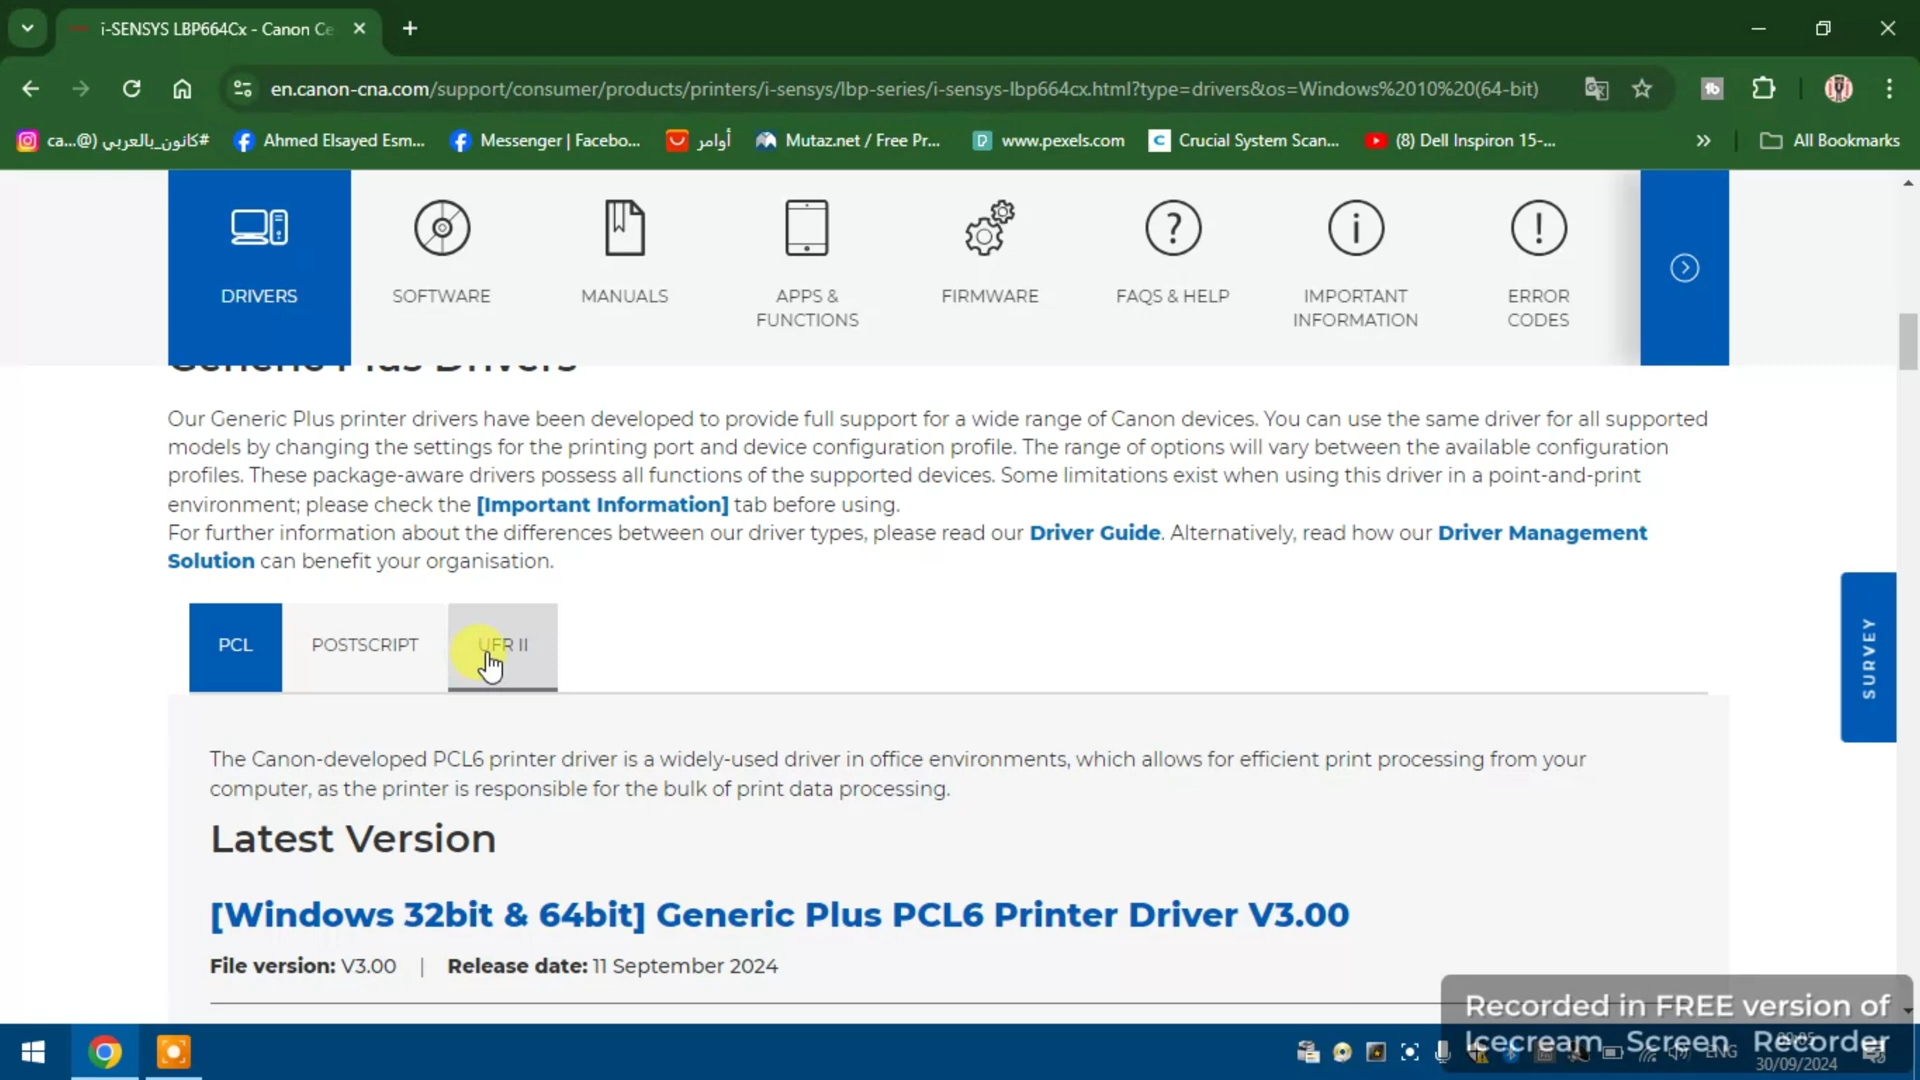 i-SENSYS LBP664Cx - Canon Ce
en.canon-cna.com/support/consumer/products/printers/i-sensys/lbp-series/i-sensys-lbp664cx.html?type=drivers&os=Windows%2010%20(64-bit)
#كانون_بالعربي (@ca...
Ahmed Elsayed Esm...
Messenger | Facebo...
أوامر
Mutaz.net / Free Pr...
www.pexels.com
Crucial System Scan...
(8) Dell Inspiron 15-...
All Bookmarks
DRIVERS
SOFTWARE
MANUALS
APPS &
FUNCTIONS
FIRMWARE
FAQS & HELP
IMPORTANT
INFORMATION
ERROR
CODES
Generic Plus Drivers
Our Generic Plus printer drivers have been developed to provide full support for a wide range of Canon devices. You can use the same driver for all supported
models by changing the settings for the printing port and device configuration profile. The range of options will vary between the available configuration
profiles. These package-aware drivers possess all functions of the supported devices. Some limitations exist when using this driver in a point-and-print
environment; please check the [Important Information] tab before using.
For further information about the differences between our driver types, please read our Driver Guide. Alternatively, read how our Driver Management
Solution can benefit your organisation.
PCL
POSTSCRIPT
UFR II
SURVEY
The Canon-developed PCL6 printer driver is a widely-used driver in office environments, which allows for efficient print processing from your
computer, as the printer is responsible for the bulk of print data processing.
Latest Version
[Windows 32bit & 64bit] Generic Plus PCL6 Printer Driver V3.00
File version: V3.00 | Release date: 11 September 2024
Recorded in FREE version of
Icecream Screen Recorder
ENG
30/09/2024